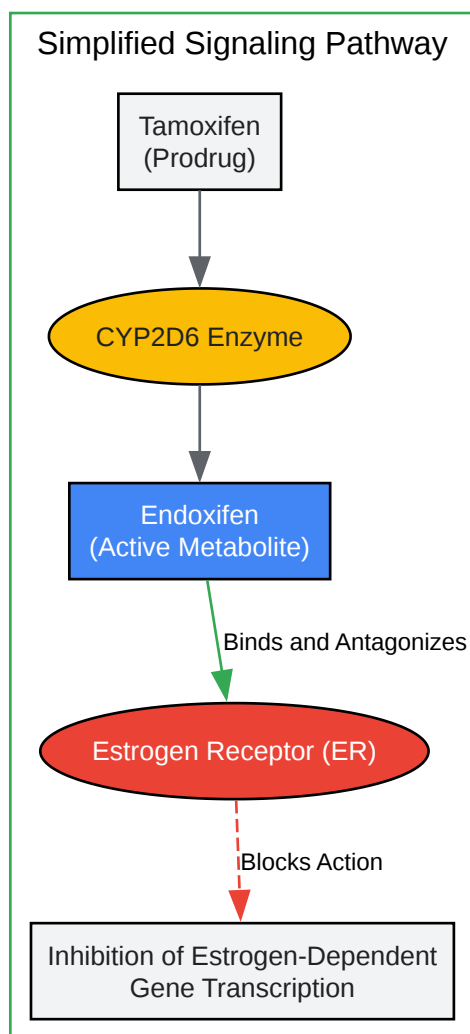 Simplified Signaling Pathway
Tamoxifen
(Prodrug)
CYP2D6 Enzyme
Endoxifen
(Active Metabolite)
Binds and Antagonizes
Estrogen Receptor (ER)
Blocks Action
Inhibition of Estrogen-Dependent
Gene Transcription